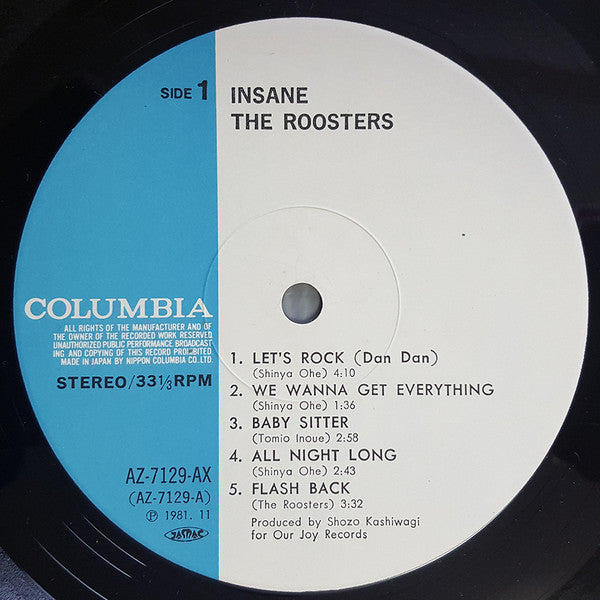 SIDE 1
INSANE
THE ROOSTERS
COLUMBIA
ALL RIGHTS OF THE MANUFACTURER AND OF
THE OWNER OF THE RECORDED WORK RESERVED
UNAUTHORIZED PUBLIC PERFORMANCE BROADCAST
ING AND COPYING OF THIS RECORD PROHIBITED
MADE IN JAPAN BY NIPPON COLUMBIA CO. LTD.
STEREO/33⅓RPM
AZ-7129-AX
(AZ-7129-A)
Ⓟ 1981. 11
JASRAC
1. LET'S ROCK (Dan Dan)
(Shinya Ohe) 4:10
2. WE WANNA GET EVERYTHING
(Shinya Ohe) 1:36
3. BABY SITTER
(Tomio Inoue) 2:58
4. ALL NIGHT LONG
(Shinya Ohe) 2:43
5. FLASH BACK
(The Roosters) 3:32
Produced by Shozo Kashiwagi
for Our Joy Records